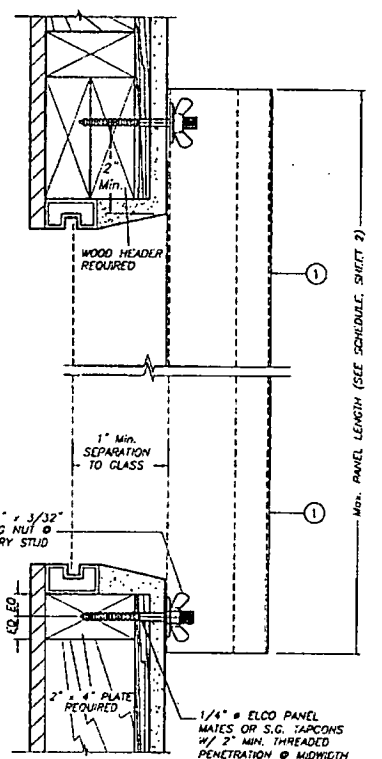 2"
Min.
WOOD HEADER
REQUIRED
1
Max. PANEL LENGTH (SEE SCHEDULE, SHEET 2)
1" Min.
SEPARATION
TO GLASS
" x 3/32"
NUT @
STUD
1
EQ EQ
2" x 4" PLATE
REQUIRED
1/4" ø ELCO PANEL
MATES OR S.G. TAPCONS
W/ 2" MIN. THREADED
PENETRATION @ MIDWIDTH